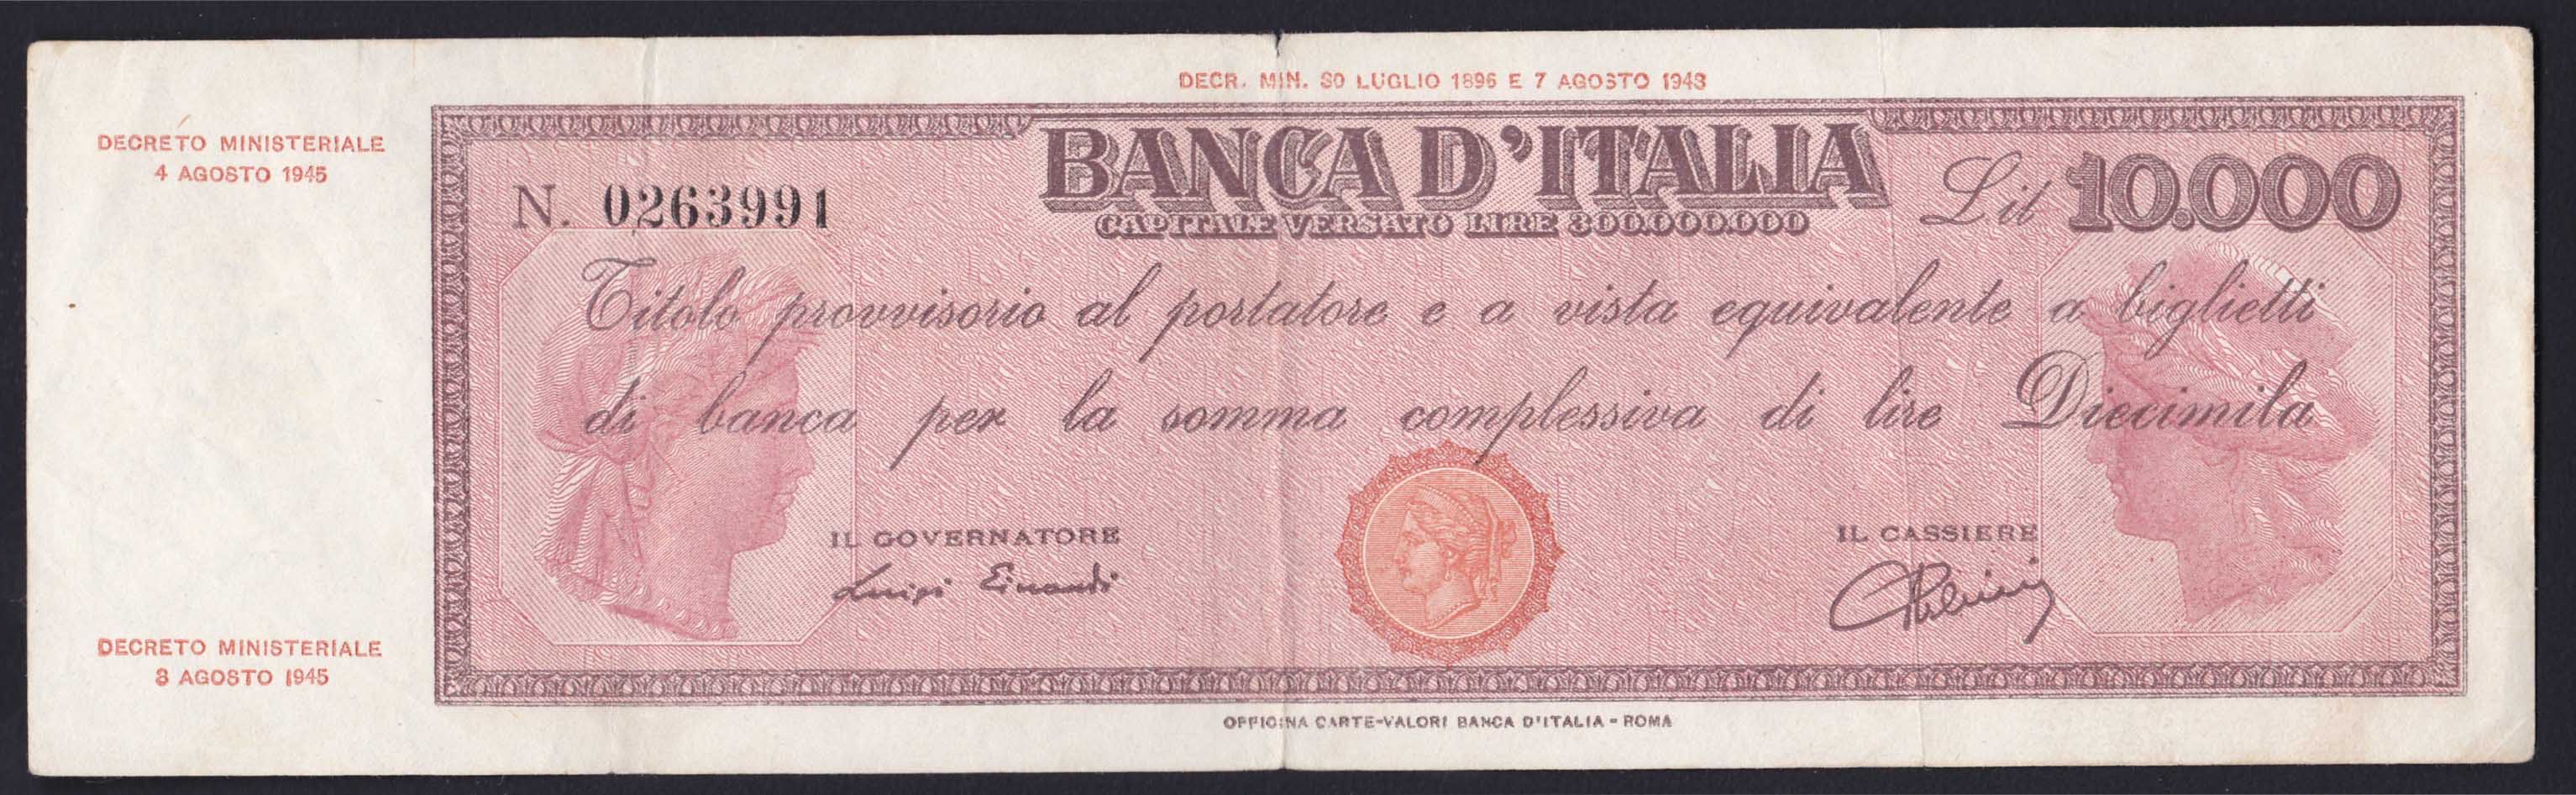 DECR. MIN. 30 LUGLIO 1896 E 7 AGOSTO 1943
DECRETO MINISTERIALE
4 AGOSTO 1945
N. 0263991
BANCA D'ITALIA
CAPITALE VERSATO LIRE 300.000.000
Lit 10.000
Titolo provvisorio al portatore e a vista equivalente a biglietti
di banca per la somma complessiva di lire Diecimila
IL GOVERNATORE
Luigi Einaudi
IL CASSIERE
DECRETO MINISTERIALE
8 AGOSTO 1945
OFFICINA CARTE-VALORI BANCA D'ITALIA - ROMA